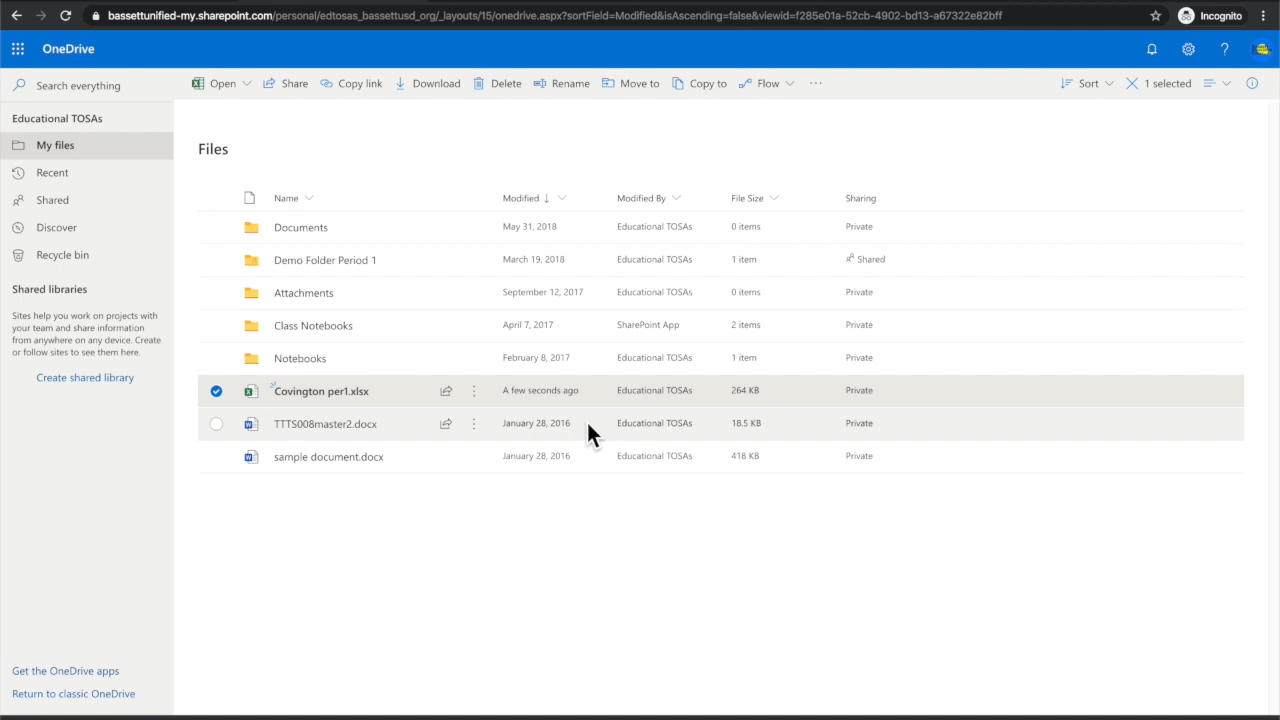 bassettunified-my.sharepoint.com/personal/edtosas_bassettusd_org/_layouts/15/onedrive.aspx?sortField=Modified&isAscending=false&viewid=f285e01a-52cb-4902-bd13-a67322e82bff
Incognito
OneDrive
Search everything
Open Share Copy link Download Delete Rename Move to Copy to Flow ··· Sort 1 selected
Educational TOSAs
My files
Recent
Shared
Discover
Recycle bin
Shared libraries
Sites help you work on projects with
your team and share information
from anywhere on any device. Create
or follow sites to see them here.
Create shared library
Get the OneDrive apps
Return to classic OneDrive
Files
Name Modified ↓ Modified By File Size Sharing
Documents May 31, 2018 Educational TOSAs 0 items Private
Demo Folder Period 1 March 19, 2018 Educational TOSAs 1 item Shared
Attachments September 12, 2017 Educational TOSAs 0 items Private
Class Notebooks April 7, 2017 SharePoint App 2 items Private
Notebooks February 8, 2017 Educational TOSAs 1 item Private
Covington per1.xlsx A few seconds ago Educational TOSAs 264 KB Private
TTTS008master2.docx January 28, 2016 Educational TOSAs 18.5 KB Private
sample document.docx January 28, 2016 Educational TOSAs 418 KB Private